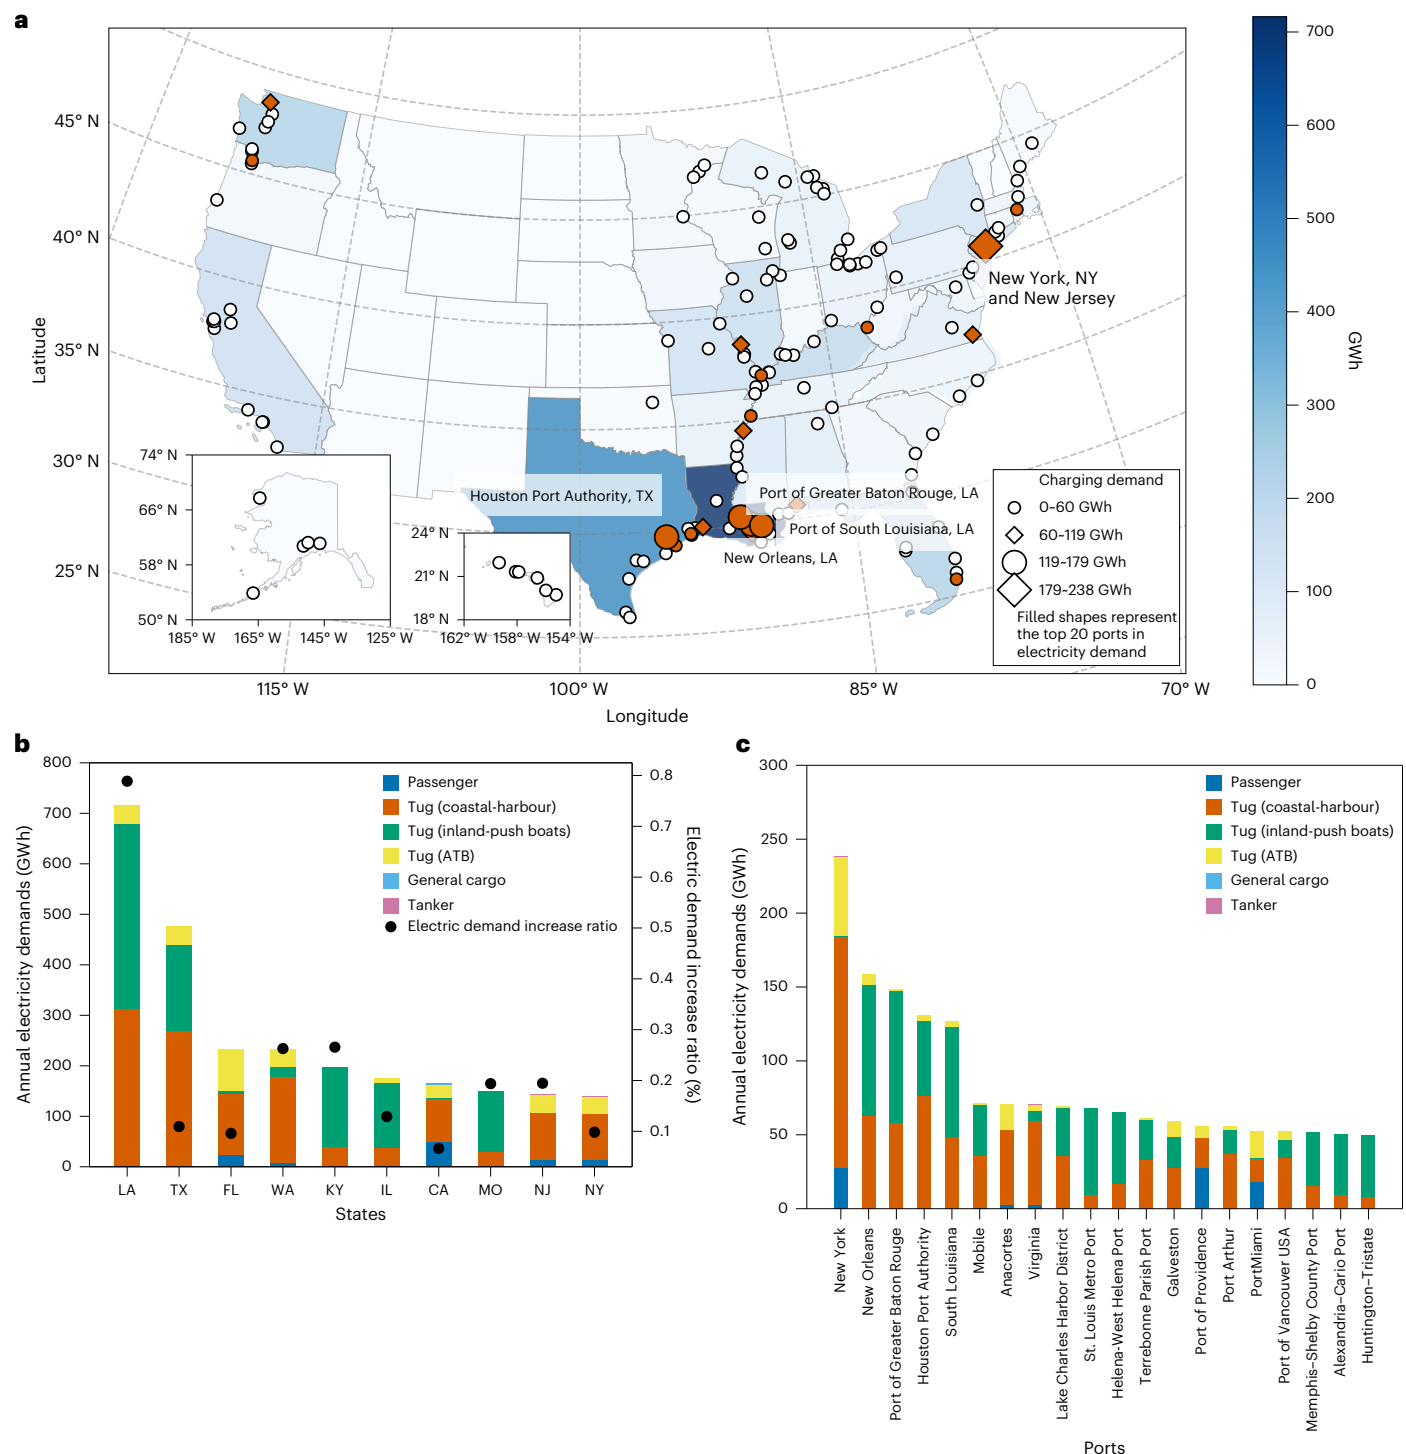 a
45° N
40° N
35° N
30° N
25° N
Latitude
115° W
100° W
85° W
70° W
Longitude
New York, NY
and New Jersey
Houston Port Authority, TX
Port of Greater Baton Rouge, LA
Port of South Louisiana, LA
New Orleans, LA
74° N
66° N
58° N
50° N
185° W
165° W
145° W
125° W
24° N
21° N
18° N
162° W
158° W
154° W
Charging demand
0–60 GWh
60–119 GWh
119–179 GWh
179–238 GWh
Filled shapes represent
the top 20 ports in
electricity demand
700
600
500
400
300
200
100
0
GWh
b
800
700
600
500
400
300
200
100
0
Annual electricity demands (GWh)
Passenger
Tug (coastal-harbour)
Tug (inland-push boats)
Tug (ATB)
General cargo
Tanker
Electric demand increase ratio
0.8
0.7
0.6
0.5
0.4
0.3
0.2
0.1
Electric demand increase ratio (%)
LA
TX
FL
WA
KY
IL
CA
MO
NJ
NY
States
c
300
250
200
150
100
50
0
Annual electricity demands (GWh)
Passenger
Tug (coastal-harbour)
Tug (inland-push boats)
Tug (ATB)
General cargo
Tanker
New York
New Orleans
Port of Greater Baton Rouge
Houston Port Authority
South Louisiana
Mobile
Anacortes
Virginia
Lake Charles Harbor District
St. Louis Metro Port
Helena-West Helena Port
Terrebonne Parish Port
Galveston
Port of Providence
Port Arthur
PortMiami
Port of Vancouver USA
Memphis–Shelby County Port
Alexandria–Cario Port
Huntington–Tristate
Ports